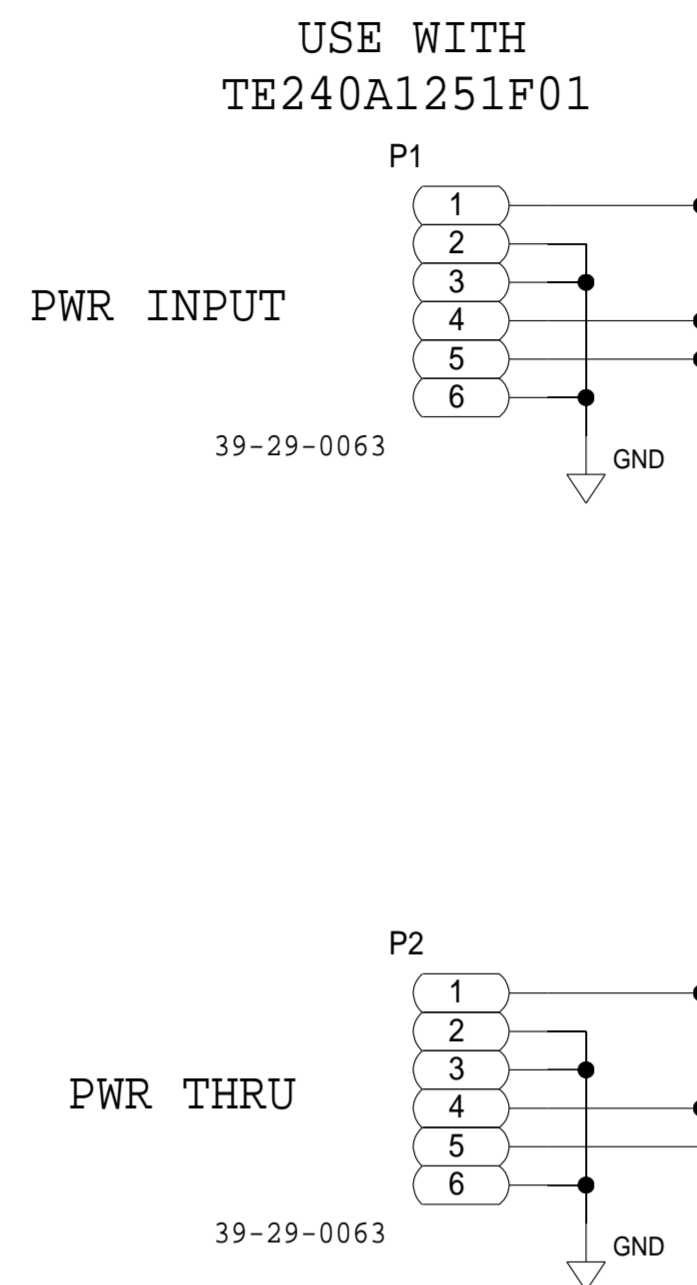 USE WITH
TE240A1251F01
P1
1
2
3
PWR INPUT
4
5
6
39-29-0063
GND
P2
1
2
3
PWR THRU
4
5
6
39-29-0063
GND